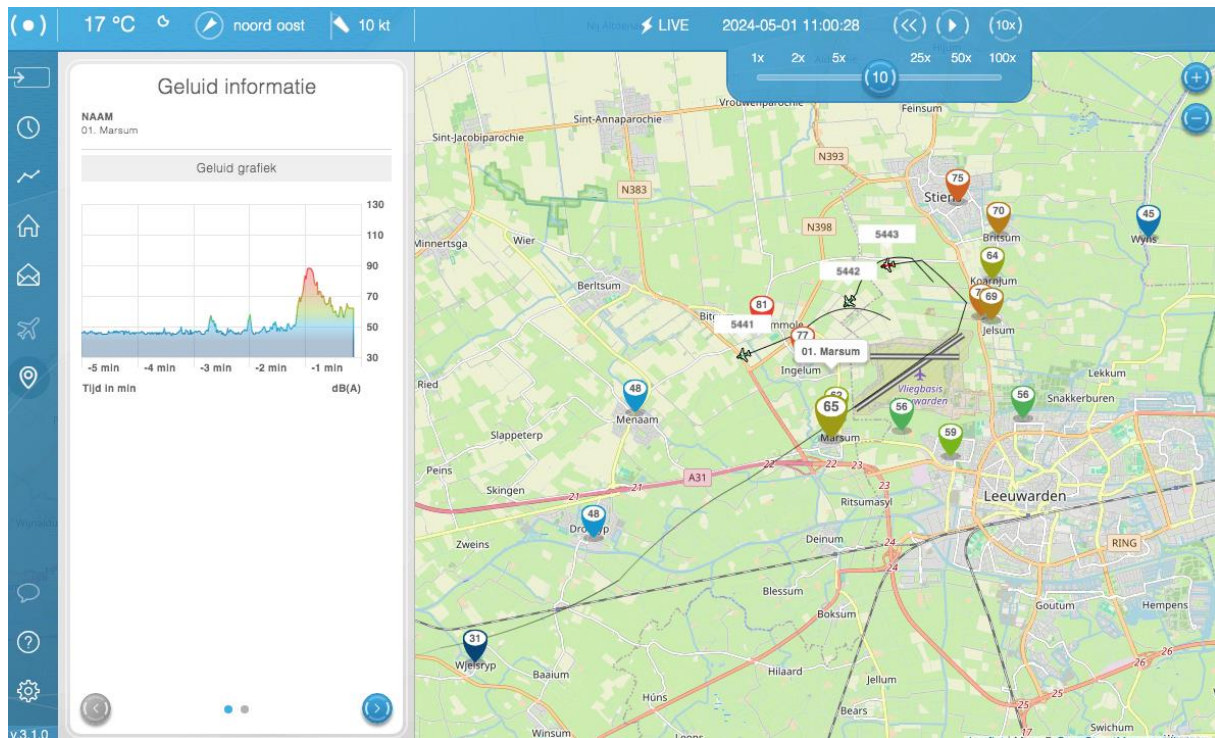 17 °C
noord oost
10 kt
LIVE
2024-05-01 11:00:28
10x
1x 2x 5x 25x 50x 100x
10
Geluid informatie
NAAM
01. Marsum
Geluid grafiek
130
110
90
70
50
30
-5 min -4 min -3 min -2 min -1 min
Tijd in min dB(A)
v.3.1.0
Vrouwenparochie
Feinsum
Sint-Annaparochie
Sint-Jacobiparochie
N393
N383
75
Stiens
70
Britsum
45
Wyns
N398
5443
Minnertsga
Wier
64
Koarnjum
5442
Berltsum
81
69
Jelsum
5441
77
01. Marsum
Ingelum
Vliegbasis
Lekkum
Ried
48
Menaam
65
Marsum
56
56
Snakkerburen
59
Slappeterp
Peins
A31
22
22
23
Skingen
21
21
23
Leeuwarden
Ritsumasyl
48
Zweins
Deinum
24
RING
24
Blessum
Boksum
Goutum
Hempens
31
Wjelsryp
Baaium
Hilaard
Jellum
26
26
Húns
25
25
Bears
Winsum
17
Swichum